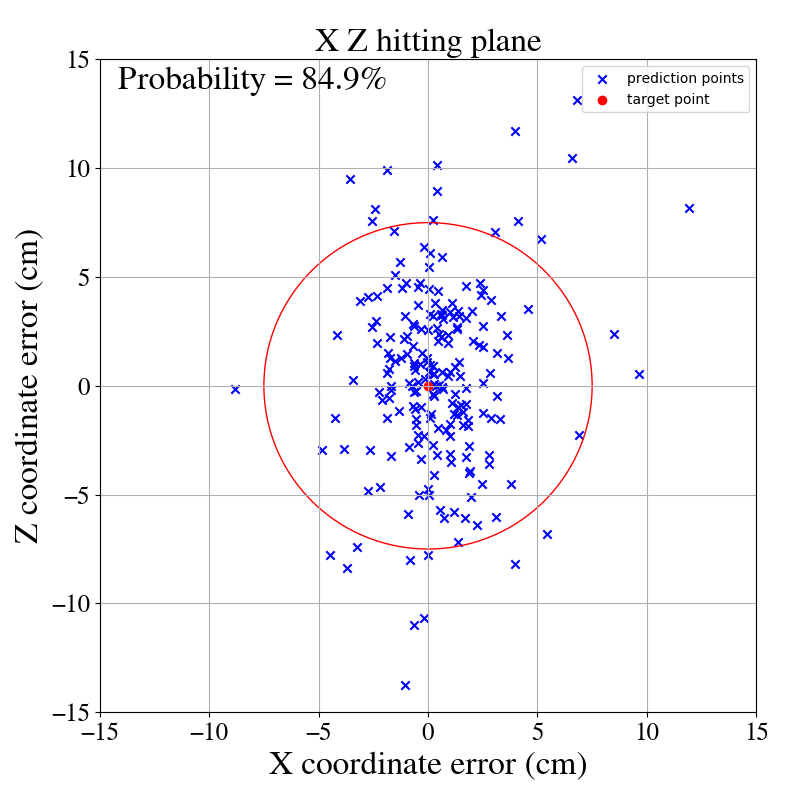 X Z hitting plane
Probability = 84.9%
prediction points
target point
15
10
5
0
−5
−10
−15
Z coordinate error (cm)
−15 −10 −5 0 5 10 15
X coordinate error (cm)